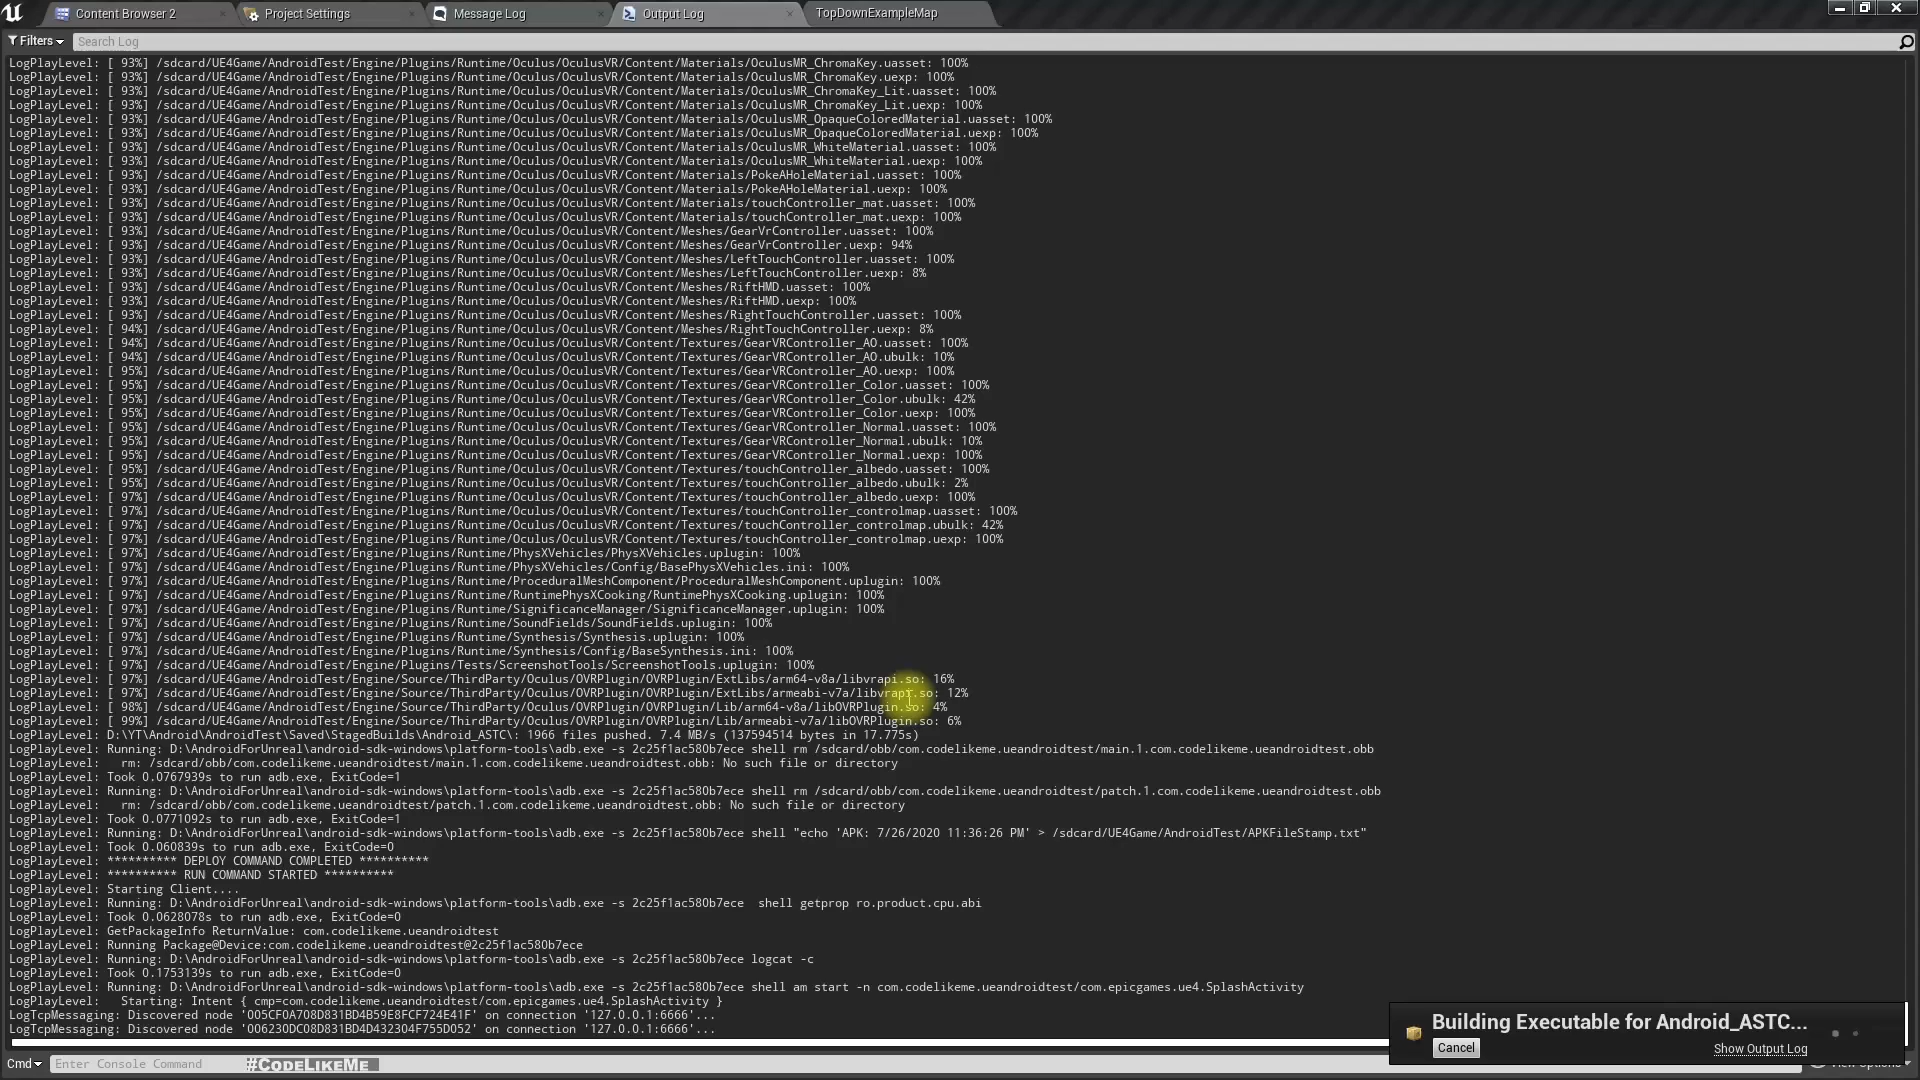 Content Browser 2
Project Settings
Message Log
Output Log
TopDownExampleMap
Filters
Search Log
LogPlayLevel: [ 93%] /sdcard/UE4Game/AndroidTest/Engine/Plugins/Runtime/Oculus/OculusVR/Content/Materials/OculusMR_ChromaKey.uasset: 100%
LogPlayLevel: [ 93%] /sdcard/UE4Game/AndroidTest/Engine/Plugins/Runtime/Oculus/OculusVR/Content/Materials/OculusMR_ChromaKey.uexp: 100%
LogPlayLevel: [ 93%] /sdcard/UE4Game/AndroidTest/Engine/Plugins/Runtime/Oculus/OculusVR/Content/Materials/OculusMR_ChromaKey_Lit.uasset: 100%
LogPlayLevel: [ 93%] /sdcard/UE4Game/AndroidTest/Engine/Plugins/Runtime/Oculus/OculusVR/Content/Materials/OculusMR_ChromaKey_Lit.uexp: 100%
LogPlayLevel: [ 93%] /sdcard/UE4Game/AndroidTest/Engine/Plugins/Runtime/Oculus/OculusVR/Content/Materials/OculusMR_OpaqueColoredMaterial.uasset: 100%
LogPlayLevel: [ 93%] /sdcard/UE4Game/AndroidTest/Engine/Plugins/Runtime/Oculus/OculusVR/Content/Materials/OculusMR_OpaqueColoredMaterial.uexp: 100%
LogPlayLevel: [ 93%] /sdcard/UE4Game/AndroidTest/Engine/Plugins/Runtime/Oculus/OculusVR/Content/Materials/OculusMR_WhiteMaterial.uasset: 100%
LogPlayLevel: [ 93%] /sdcard/UE4Game/AndroidTest/Engine/Plugins/Runtime/Oculus/OculusVR/Content/Materials/OculusMR_WhiteMaterial.uexp: 100%
LogPlayLevel: [ 93%] /sdcard/UE4Game/AndroidTest/Engine/Plugins/Runtime/Oculus/OculusVR/Content/Materials/PokeAHoleMaterial.uasset: 100%
LogPlayLevel: [ 93%] /sdcard/UE4Game/AndroidTest/Engine/Plugins/Runtime/Oculus/OculusVR/Content/Materials/PokeAHoleMaterial.uexp: 100%
LogPlayLevel: [ 93%] /sdcard/UE4Game/AndroidTest/Engine/Plugins/Runtime/Oculus/OculusVR/Content/Materials/touchController_mat.uasset: 100%
LogPlayLevel: [ 93%] /sdcard/UE4Game/AndroidTest/Engine/Plugins/Runtime/Oculus/OculusVR/Content/Materials/touchController_mat.uexp: 100%
LogPlayLevel: [ 93%] /sdcard/UE4Game/AndroidTest/Engine/Plugins/Runtime/Oculus/OculusVR/Content/Meshes/GearVrController.uasset: 100%
LogPlayLevel: [ 93%] /sdcard/UE4Game/AndroidTest/Engine/Plugins/Runtime/Oculus/OculusVR/Content/Meshes/GearVrController.uexp: 94%
LogPlayLevel: [ 93%] /sdcard/UE4Game/AndroidTest/Engine/Plugins/Runtime/Oculus/OculusVR/Content/Meshes/LeftTouchController.uasset: 100%
LogPlayLevel: [ 93%] /sdcard/UE4Game/AndroidTest/Engine/Plugins/Runtime/Oculus/OculusVR/Content/Meshes/LeftTouchController.uexp: 8%
LogPlayLevel: [ 93%] /sdcard/UE4Game/AndroidTest/Engine/Plugins/Runtime/Oculus/OculusVR/Content/Meshes/RiftHMD.uasset: 100%
LogPlayLevel: [ 93%] /sdcard/UE4Game/AndroidTest/Engine/Plugins/Runtime/Oculus/OculusVR/Content/Meshes/RiftHMD.uexp: 100%
LogPlayLevel: [ 93%] /sdcard/UE4Game/AndroidTest/Engine/Plugins/Runtime/Oculus/OculusVR/Content/Meshes/RightTouchController.uasset: 100%
LogPlayLevel: [ 94%] /sdcard/UE4Game/AndroidTest/Engine/Plugins/Runtime/Oculus/OculusVR/Content/Meshes/RightTouchController.uexp: 8%
LogPlayLevel: [ 94%] /sdcard/UE4Game/AndroidTest/Engine/Plugins/Runtime/Oculus/OculusVR/Content/Textures/GearVRController_AO.uasset: 100%
LogPlayLevel: [ 94%] /sdcard/UE4Game/AndroidTest/Engine/Plugins/Runtime/Oculus/OculusVR/Content/Textures/GearVRController_AO.ubulk: 10%
LogPlayLevel: [ 95%] /sdcard/UE4Game/AndroidTest/Engine/Plugins/Runtime/Oculus/OculusVR/Content/Textures/GearVRController_AO.uexp: 100%
LogPlayLevel: [ 95%] /sdcard/UE4Game/AndroidTest/Engine/Plugins/Runtime/Oculus/OculusVR/Content/Textures/GearVRController_Color.uasset: 100%
LogPlayLevel: [ 95%] /sdcard/UE4Game/AndroidTest/Engine/Plugins/Runtime/Oculus/OculusVR/Content/Textures/GearVRController_Color.ubulk: 42%
LogPlayLevel: [ 95%] /sdcard/UE4Game/AndroidTest/Engine/Plugins/Runtime/Oculus/OculusVR/Content/Textures/GearVRController_Color.uexp: 100%
LogPlayLevel: [ 95%] /sdcard/UE4Game/AndroidTest/Engine/Plugins/Runtime/Oculus/OculusVR/Content/Textures/GearVRController_Normal.uasset: 100%
LogPlayLevel: [ 95%] /sdcard/UE4Game/AndroidTest/Engine/Plugins/Runtime/Oculus/OculusVR/Content/Textures/GearVRController_Normal.ubulk: 10%
LogPlayLevel: [ 95%] /sdcard/UE4Game/AndroidTest/Engine/Plugins/Runtime/Oculus/OculusVR/Content/Textures/GearVRController_Normal.uexp: 100%
LogPlayLevel: [ 95%] /sdcard/UE4Game/AndroidTest/Engine/Plugins/Runtime/Oculus/OculusVR/Content/Textures/touchController_albedo.uasset: 100%
LogPlayLevel: [ 95%] /sdcard/UE4Game/AndroidTest/Engine/Plugins/Runtime/Oculus/OculusVR/Content/Textures/touchController_albedo.ubulk: 2%
LogPlayLevel: [ 97%] /sdcard/UE4Game/AndroidTest/Engine/Plugins/Runtime/Oculus/OculusVR/Content/Textures/touchController_albedo.uexp: 100%
LogPlayLevel: [ 97%] /sdcard/UE4Game/AndroidTest/Engine/Plugins/Runtime/Oculus/OculusVR/Content/Textures/touchController_controlmap.uasset: 100%
LogPlayLevel: [ 97%] /sdcard/UE4Game/AndroidTest/Engine/Plugins/Runtime/Oculus/OculusVR/Content/Textures/touchController_controlmap.ubulk: 42%
LogPlayLevel: [ 97%] /sdcard/UE4Game/AndroidTest/Engine/Plugins/Runtime/Oculus/OculusVR/Content/Textures/touchController_controlmap.uexp: 100%
LogPlayLevel: [ 97%] /sdcard/UE4Game/AndroidTest/Engine/Plugins/Runtime/PhysXVehicles/PhysXVehicles.uplugin: 100%
LogPlayLevel: [ 97%] /sdcard/UE4Game/AndroidTest/Engine/Plugins/Runtime/PhysXVehicles/Config/BasePhysXVehicles.ini: 100%
LogPlayLevel: [ 97%] /sdcard/UE4Game/AndroidTest/Engine/Plugins/Runtime/ProceduralMeshComponent/ProceduralMeshComponent.uplugin: 100%
LogPlayLevel: [ 97%] /sdcard/UE4Game/AndroidTest/Engine/Plugins/Runtime/RuntimePhysXCooking/RuntimePhysXCooking.uplugin: 100%
LogPlayLevel: [ 97%] /sdcard/UE4Game/AndroidTest/Engine/Plugins/Runtime/SignificanceManager/SignificanceManager.uplugin: 100%
LogPlayLevel: [ 97%] /sdcard/UE4Game/AndroidTest/Engine/Plugins/Runtime/SoundFields/SoundFields.uplugin: 100%
LogPlayLevel: [ 97%] /sdcard/UE4Game/AndroidTest/Engine/Plugins/Runtime/Synthesis/Synthesis.uplugin: 100%
LogPlayLevel: [ 97%] /sdcard/UE4Game/AndroidTest/Engine/Plugins/Runtime/Synthesis/Config/BaseSynthesis.ini: 100%
LogPlayLevel: [ 97%] /sdcard/UE4Game/AndroidTest/Engine/Plugins/Tests/ScreenshotTools/ScreenshotTools.uplugin: 100%
LogPlayLevel: [ 97%] /sdcard/UE4Game/AndroidTest/Engine/Source/ThirdParty/Oculus/OVRPlugin/OVRPlugin/ExtLibs/arm64-v8a/libvrapi.so: 16%
LogPlayLevel: [ 97%] /sdcard/UE4Game/AndroidTest/Engine/Source/ThirdParty/Oculus/OVRPlugin/OVRPlugin/ExtLibs/armeabi-v7a/libvrapi.so: 12%
LogPlayLevel: [ 98%] /sdcard/UE4Game/AndroidTest/Engine/Source/ThirdParty/Oculus/OVRPlugin/OVRPlugin/Lib/arm64-v8a/libOVRPlugin.so: 4%
LogPlayLevel: [ 99%] /sdcard/UE4Game/AndroidTest/Engine/Source/ThirdParty/Oculus/OVRPlugin/OVRPlugin/Lib/armeabi-v7a/libOVRPlugin.so: 6%
LogPlayLevel: D:\YT\Android\AndroidTest\Saved\StagedBuilds\Android_ASTC\: 1966 files pushed. 7.4 MB/s (137594514 bytes in 17.775s)
LogPlayLevel: Running: D:\AndroidForUnreal\android-sdk-windows\platform-tools\adb.exe -s 2c25f1ac580b7ece shell rm /sdcard/obb/com.codelikeme.ueandroidtest/main.1.com.codelikeme.ueandroidtest.obb
LogPlayLevel:   rm: /sdcard/obb/com.codelikeme.ueandroidtest/main.1.com.codelikeme.ueandroidtest.obb: No such file or directory
LogPlayLevel: Took 0.0767939s to run adb.exe, ExitCode=1
LogPlayLevel: Running: D:\AndroidForUnreal\android-sdk-windows\platform-tools\adb.exe -s 2c25f1ac580b7ece shell rm /sdcard/obb/com.codelikeme.ueandroidtest/patch.1.com.codelikeme.ueandroidtest.obb
LogPlayLevel:   rm: /sdcard/obb/com.codelikeme.ueandroidtest/patch.1.com.codelikeme.ueandroidtest.obb: No such file or directory
LogPlayLevel: Took 0.0771092s to run adb.exe, ExitCode=1
LogPlayLevel: Running: D:\AndroidForUnreal\android-sdk-windows\platform-tools\adb.exe -s 2c25f1ac580b7ece shell "echo 'APK: 7/26/2020 11:36:26 PM' > /sdcard/UE4Game/AndroidTest/APKFileStamp.txt"
LogPlayLevel: Took 0.060839s to run adb.exe, ExitCode=0
LogPlayLevel: ********** DEPLOY COMMAND COMPLETED **********
LogPlayLevel: ********** RUN COMMAND STARTED **********
LogPlayLevel: Starting Client....
LogPlayLevel: Running: D:\AndroidForUnreal\android-sdk-windows\platform-tools\adb.exe -s 2c25f1ac580b7ece  shell getprop ro.product.cpu.abi
LogPlayLevel: Took 0.0628078s to run adb.exe, ExitCode=0
LogPlayLevel: GetPackageInfo ReturnValue: com.codelikeme.ueandroidtest
LogPlayLevel: Running Package@Device:com.codelikeme.ueandroidtest@2c25f1ac580b7ece
LogPlayLevel: Running: D:\AndroidForUnreal\android-sdk-windows\platform-tools\adb.exe -s 2c25f1ac580b7ece logcat -c
LogPlayLevel: Took 0.1753139s to run adb.exe, ExitCode=0
LogPlayLevel: Running: D:\AndroidForUnreal\android-sdk-windows\platform-tools\adb.exe -s 2c25f1ac580b7ece shell am start -n com.codelikeme.ueandroidtest/com.epicgames.ue4.SplashActivity
LogPlayLevel:   Starting: Intent { cmp=com.codelikeme.ueandroidtest/com.epicgames.ue4.SplashActivity }
LogTcpMessaging: Discovered node '005CF0A708D831BD4B59E8FCF724E41F' on connection '127.0.0.1:6666'...
LogTcpMessaging: Discovered node '006230DC08D831BD4D432304F755D052' on connection '127.0.0.1:6666'...
Building Executable for Android_ASTC...
Cancel
Show Output Log
Cmd
Enter Console Command
#CodeLikeMe